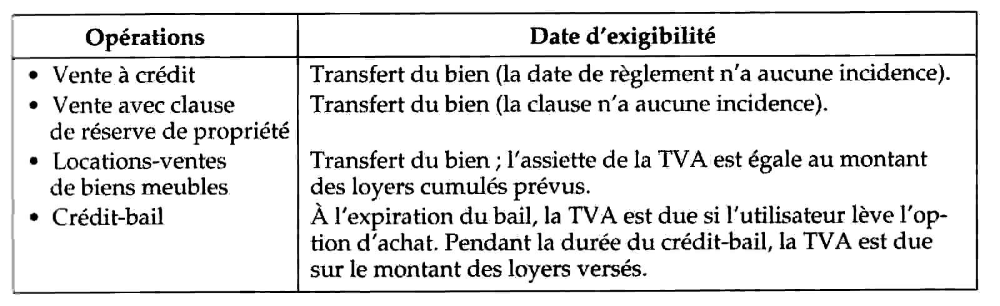 Opérations
Date d'exigibilité
• Vente à crédit
Transfert du bien (la date de règlement n'a aucune incidence).
• Vente avec clause
de réserve de propriété
Transfert du bien (la clause n'a aucune incidence).
• Locations-ventes
de biens meubles
Transfert du bien ; l'assiette de la TVA est égale au montant
des loyers cumulés prévus.
• Crédit-bail
À l'expiration du bail, la TVA est due si l'utilisateur lève l'op-
tion d'achat. Pendant la durée du crédit-bail, la TVA est due
sur le montant des loyers versés.